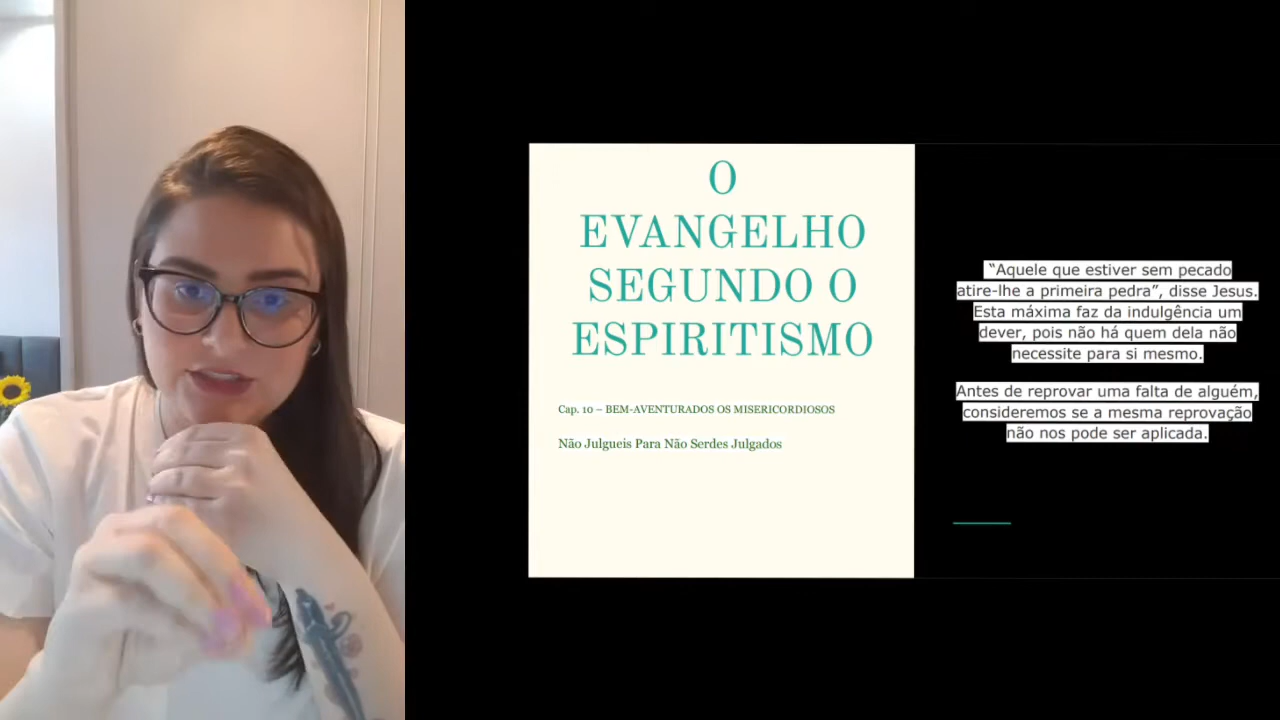 O
EVANGELHO
SEGUNDO O
ESPIRITISMO
Cap. 10 – BEM-AVENTURADOS OS MISERICORDIOSOS
Não Julgueis Para Não Serdes Julgados
“Aquele que estiver sem pecado
atire-lhe a primeira pedra”, disse Jesus.
Esta máxima faz da indulgência um
dever, pois não há quem dela não
necessite para si mesmo.
Antes de reprovar uma falta de alguém,
consideremos se a mesma reprovação
não nos pode ser aplicada.